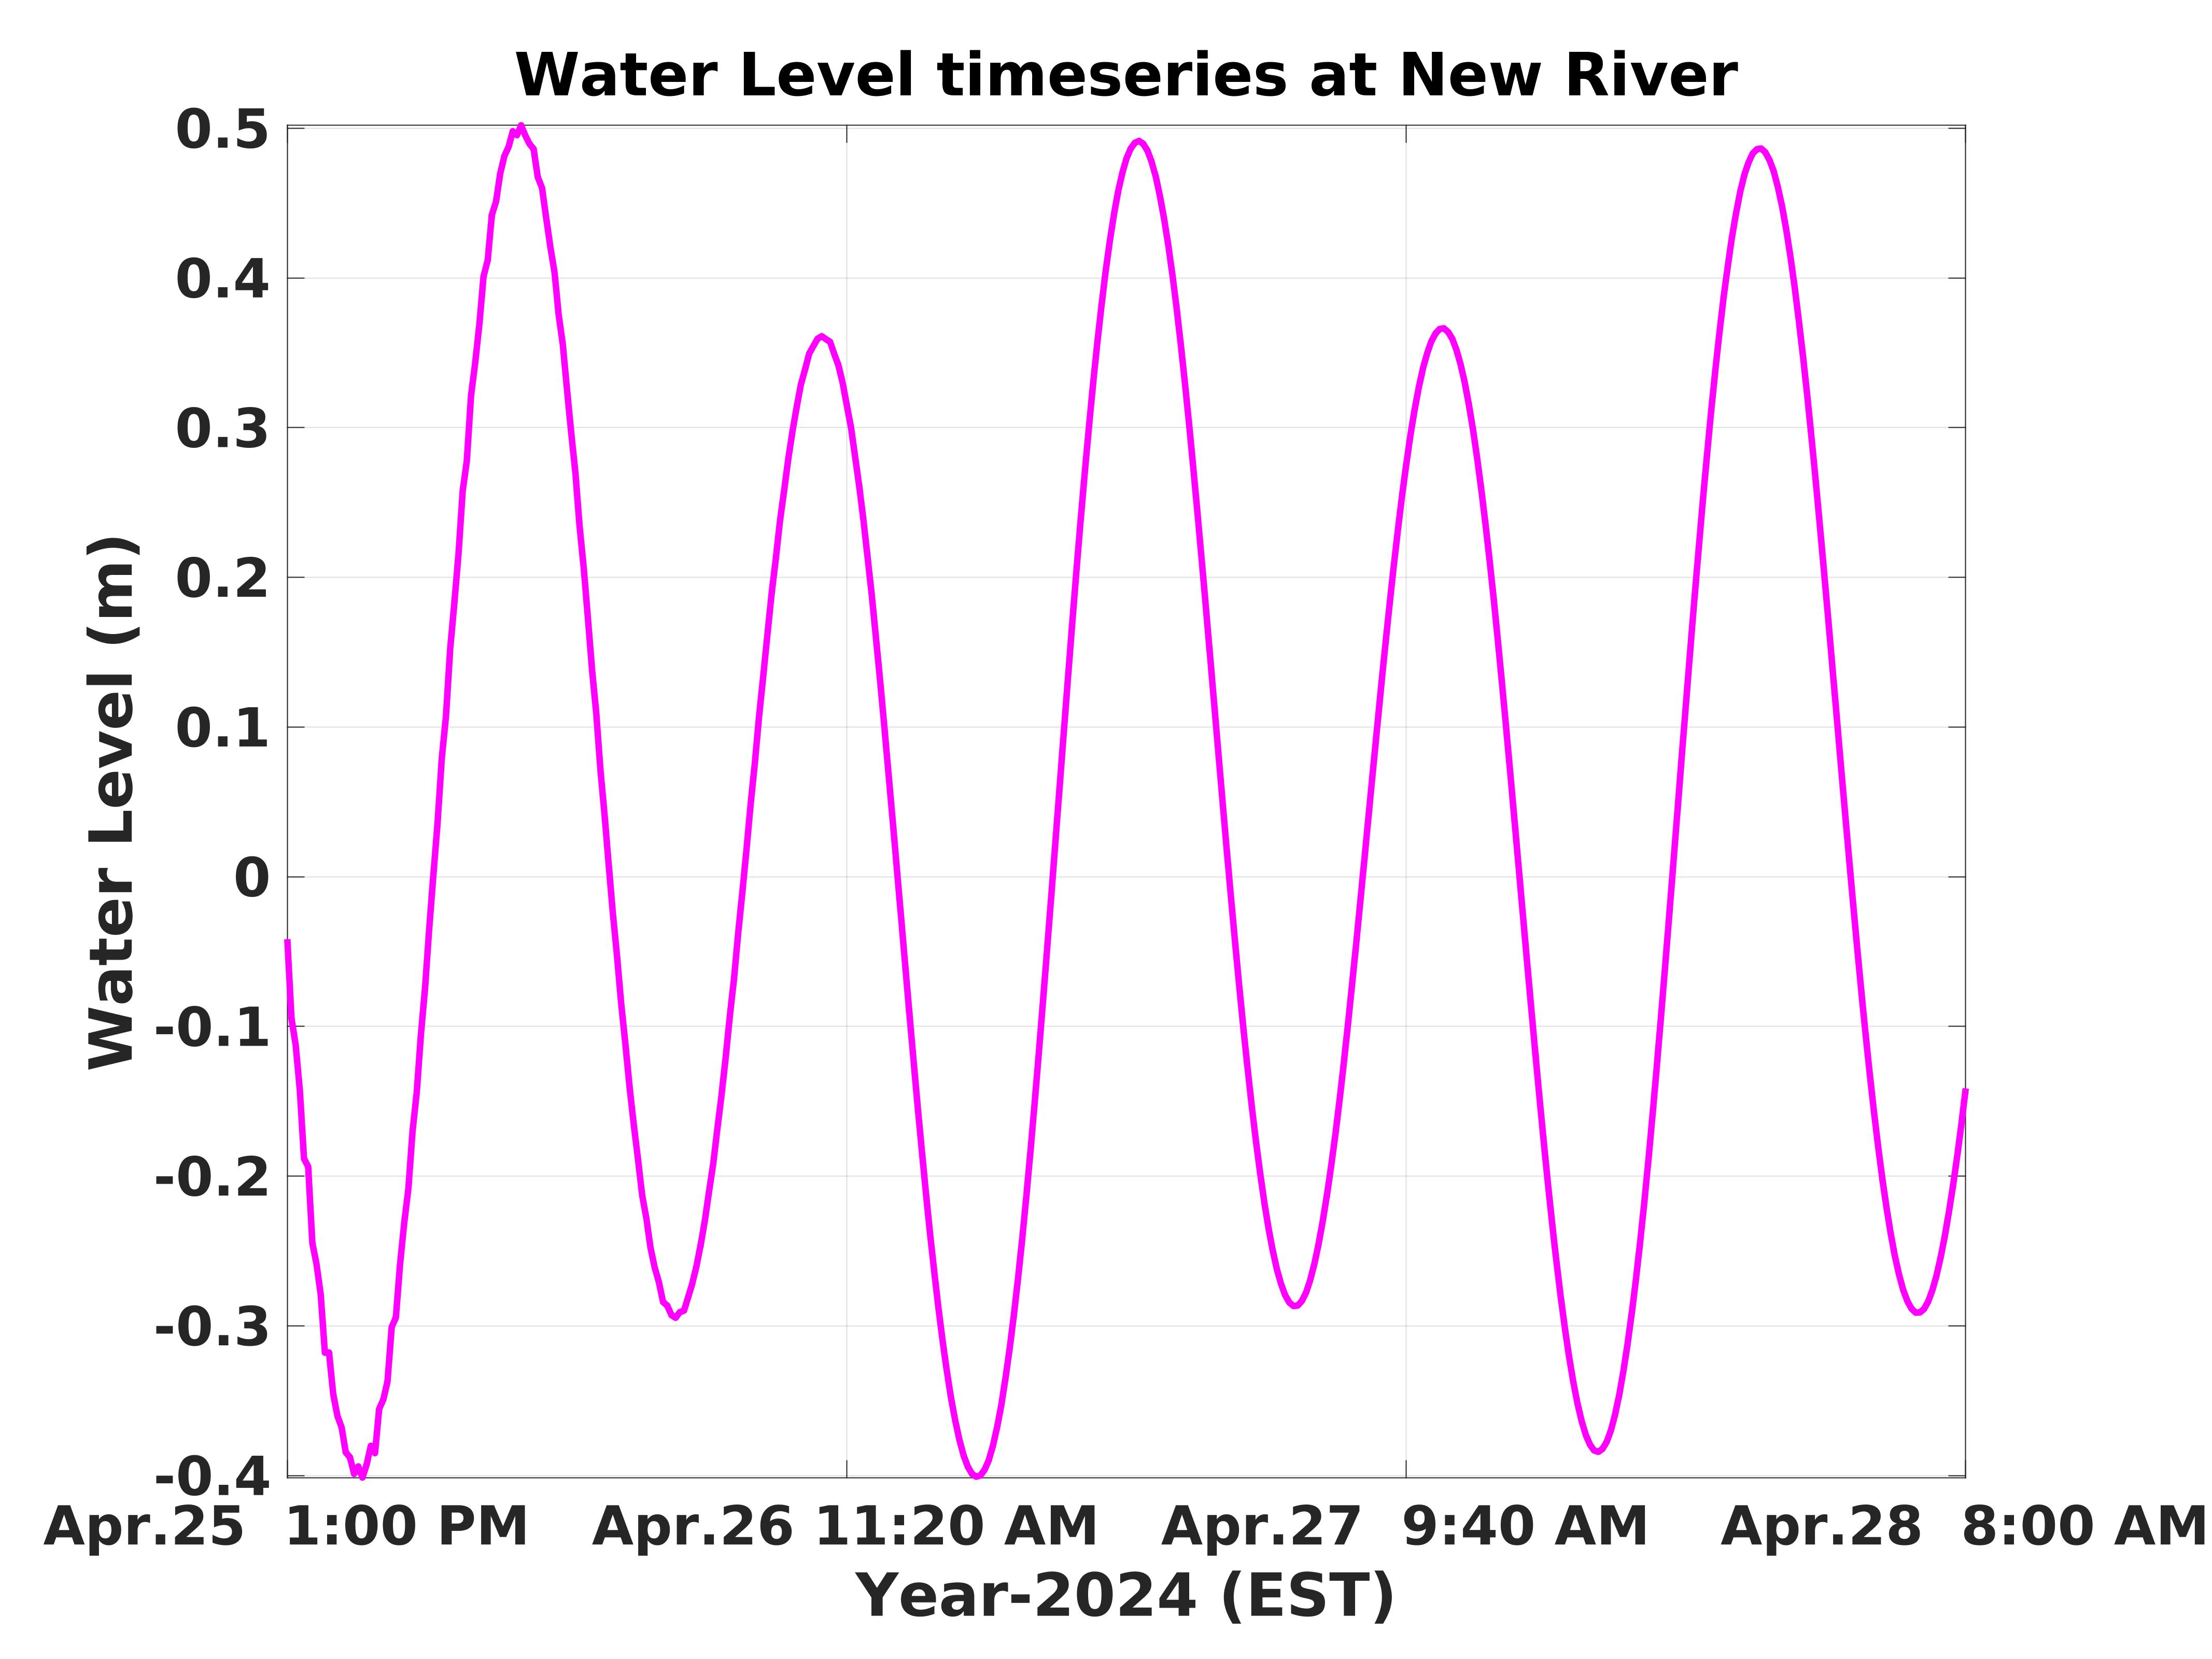 Water Level timeseries at New River
0.5
0.4
0.3
0.2
0.1
0
-0.1
-0.2
-0.3
-0.4
Water Level (m)
Apr.25 1:00 PM Apr.26 11:20 AM Apr.27 9:40 AM Apr.28 8:00 AM
Year-2024 (EST)